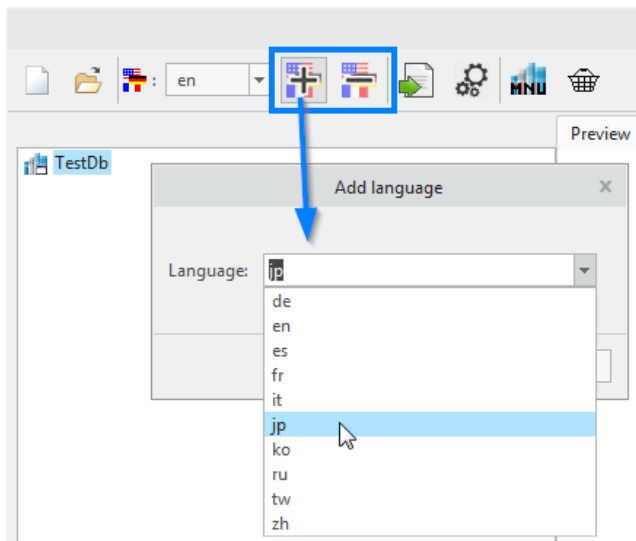 : en
MNU
Preview
TestDb
Add language
Language: jp
de
en
es
fr
it
jp
ko
ru
tw
zh